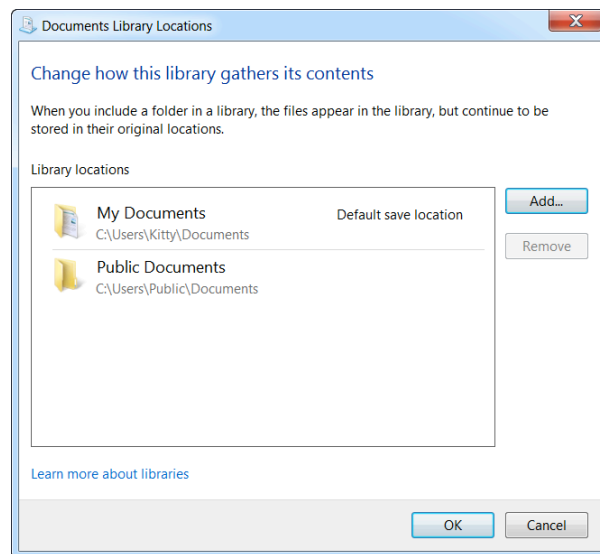 Documents Library Locations
Change how this library gathers its contents
When you include a folder in a library, the files appear in the library, but continue to be
stored in their original locations.
Library locations
My Documents
Default save location
C:\Users\Kitty\Documents
Public Documents
C:\Users\Public\Documents
Add...
Remove
Learn more about libraries
OK
Cancel